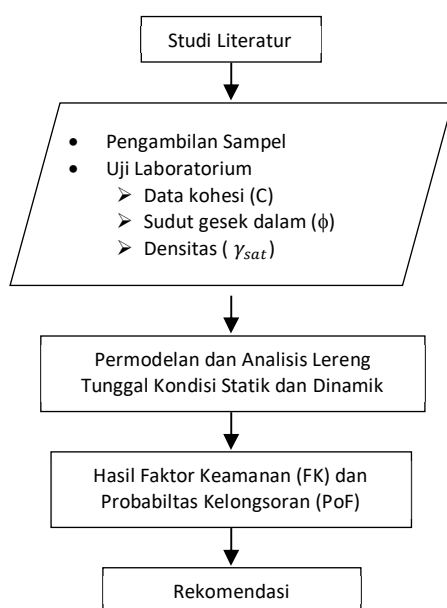 Studi Literatur
• Pengambilan Sampel
• Uji Laboratorium
➢ Data kohesi (C)
➢ Sudut gesek dalam (ϕ)
➢ Densitas ( γ_sat)
Permodelan dan Analisis Lereng
Tunggal Kondisi Statik dan Dinamik
Hasil Faktor Keamanan (FK) dan
Probabiltas Kelongsoran (PoF)
Rekomendasi